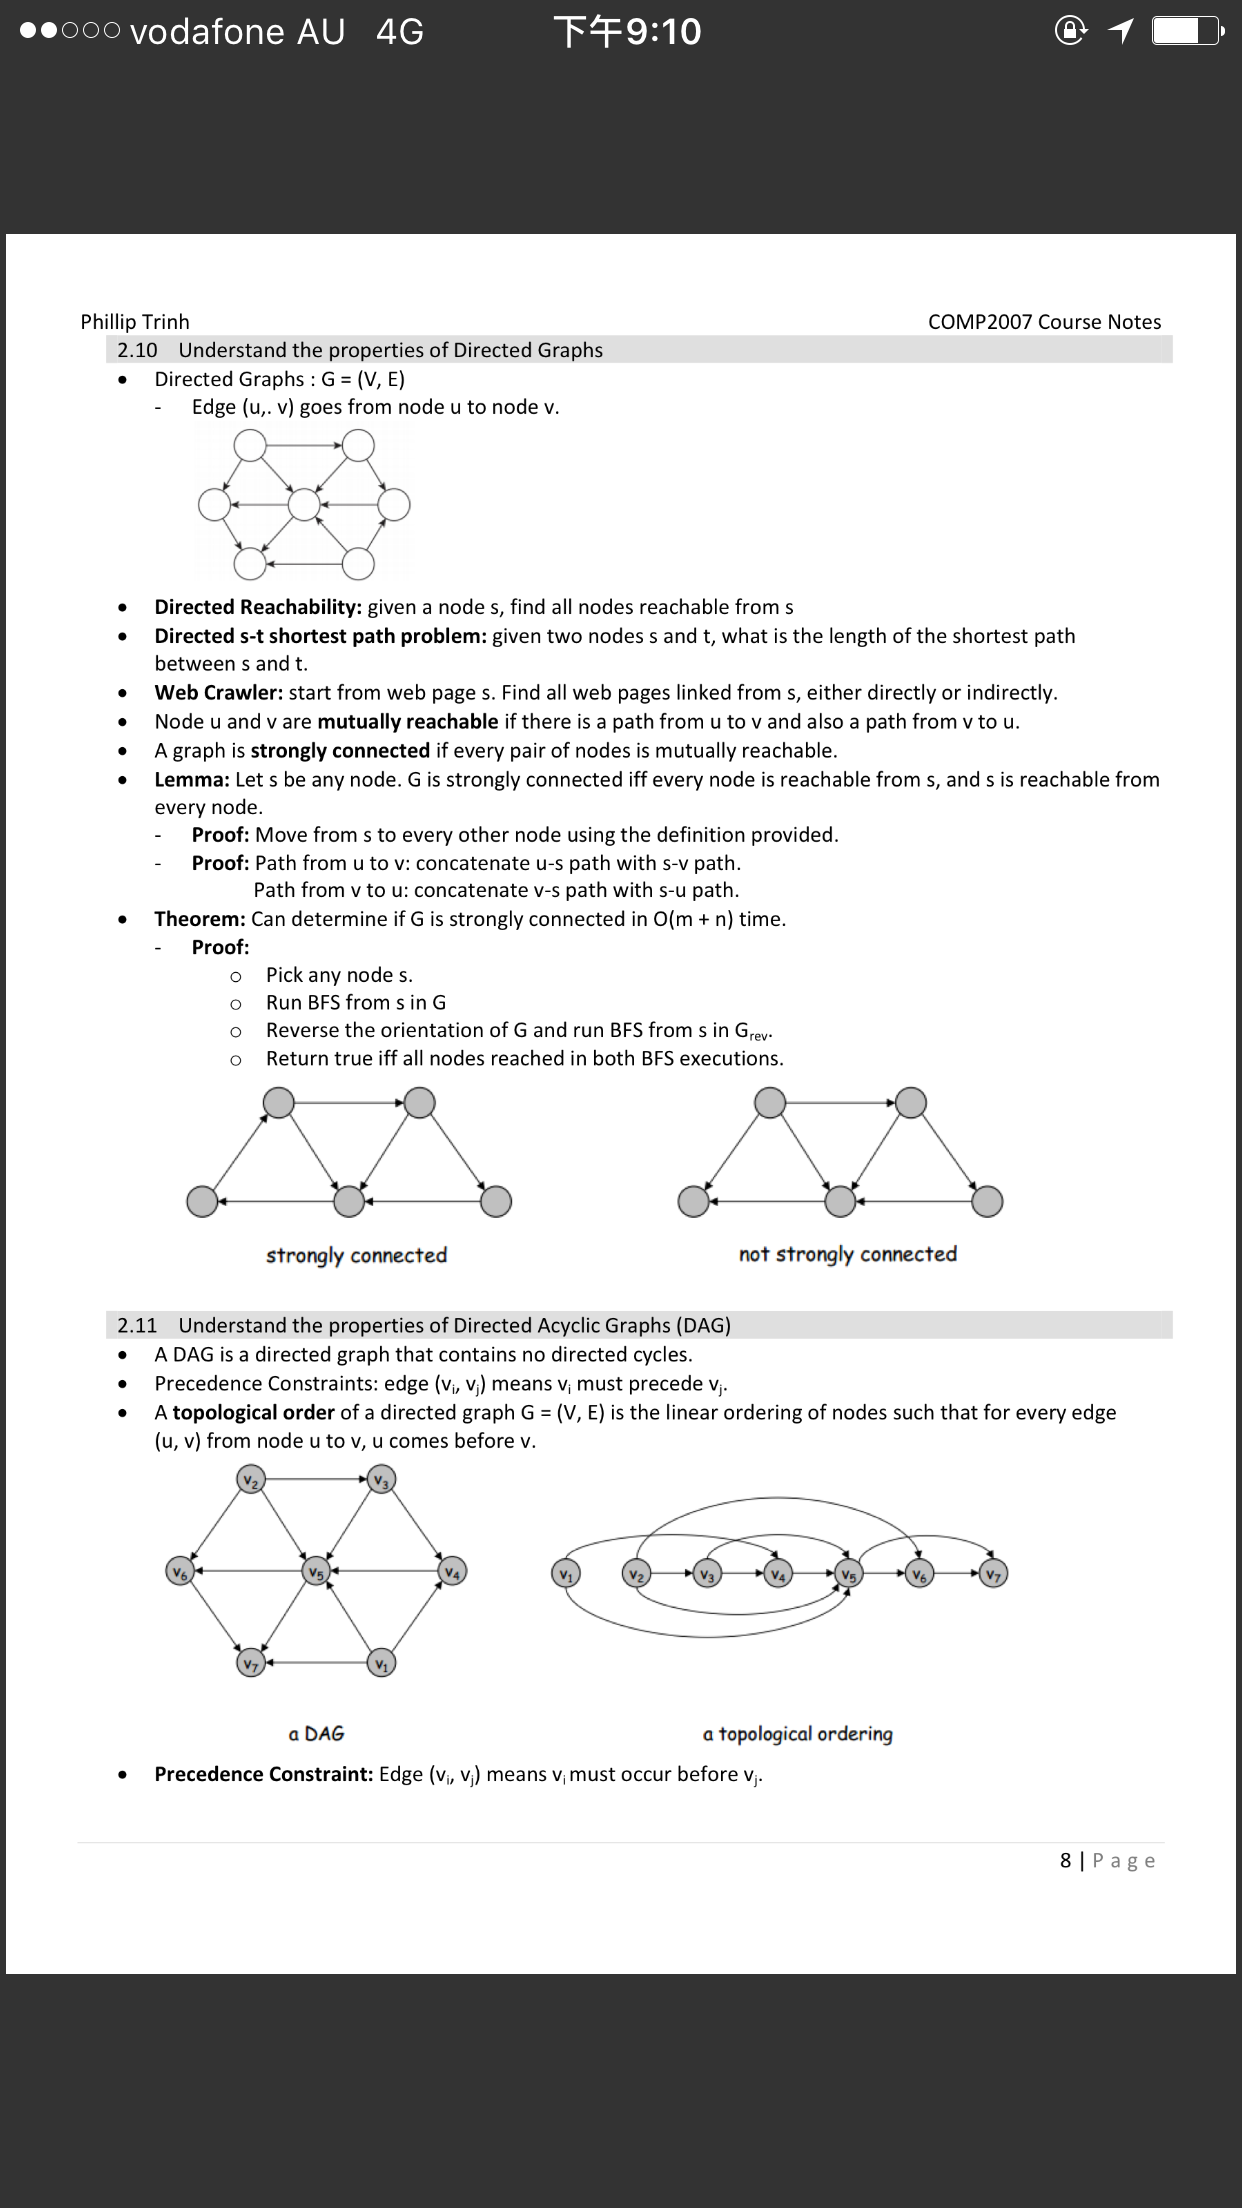 vodafone AU 4G 下午9:10
Phillip Trinh COMP2007 Course Notes
2.10 Understand the properties of Directed Graphs
• Directed Graphs : G = (V, E)
- Edge (u,. v) goes from node u to node v.
• Directed Reachability: given a node s, find all nodes reachable from s
• Directed s-t shortest path problem: given two nodes s and t, what is the length of the shortest path
between s and t.
• Web Crawler: start from web page s. Find all web pages linked from s, either directly or indirectly.
• Node u and v are mutually reachable if there is a path from u to v and also a path from v to u.
• A graph is strongly connected if every pair of nodes is mutually reachable.
• Lemma: Let s be any node. G is strongly connected iff every node is reachable from s, and s is reachable from
every node.
- Proof: Move from s to every other node using the definition provided.
- Proof: Path from u to v: concatenate u-s path with s-v path.
Path from v to u: concatenate v-s path with s-u path.
• Theorem: Can determine if G is strongly connected in O(m + n) time.
- Proof:
o Pick any node s.
o Run BFS from s in G
o Reverse the orientation of G and run BFS from s in Grev.
o Return true iff all nodes reached in both BFS executions.
strongly connected not strongly connected
2.11 Understand the properties of Directed Acyclic Graphs (DAG)
• A DAG is a directed graph that contains no directed cycles.
• Precedence Constraints: edge (vi, vj) means vi must precede vj.
• A topological order of a directed graph G = (V, E) is the linear ordering of nodes such that for every edge
(u, v) from node u to v, u comes before v.
v2 v3
v6 v5 v4 v1 v2 v3 v4 v5 v6 v7
v7 v1
a DAG a topological ordering
• Precedence Constraint: Edge (vi, vj) means vi must occur before vj.
8 | Page